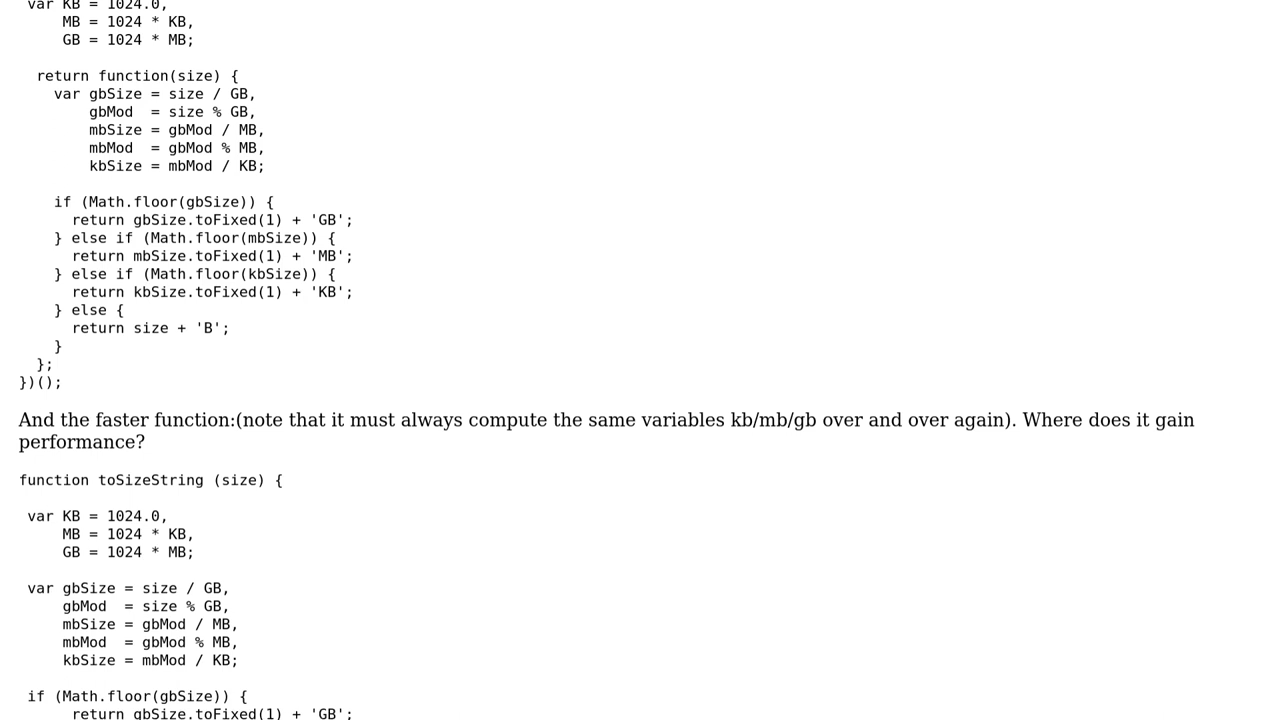 var KB = 1024.0,
MB = 1024 * KB,
GB = 1024 * MB;
return function(size) {
var gbSize = size / GB,
gbMod  = size % GB,
mbSize = gbMod / MB,
mbMod  = gbMod % MB,
kbSize = mbMod / KB;
if (Math.floor(gbSize)) {
return gbSize.toFixed(1) + 'GB';
} else if (Math.floor(mbSize)) {
return mbSize.toFixed(1) + 'MB';
} else if (Math.floor(kbSize)) {
return kbSize.toFixed(1) + 'KB';
} else {
return size + 'B';
}
};
})();
And the faster function:(note that it must always compute the same variables kb/mb/gb over and over again). Where does it gain
performance?
function toSizeString (size) {
var KB = 1024.0,
MB = 1024 * KB,
GB = 1024 * MB;
var gbSize = size / GB,
gbMod  = size % GB,
mbSize = gbMod / MB,
mbMod  = gbMod % MB,
kbSize = mbMod / KB;
if (Math.floor(gbSize)) {
return gbSize.toFixed(1) + 'GB';